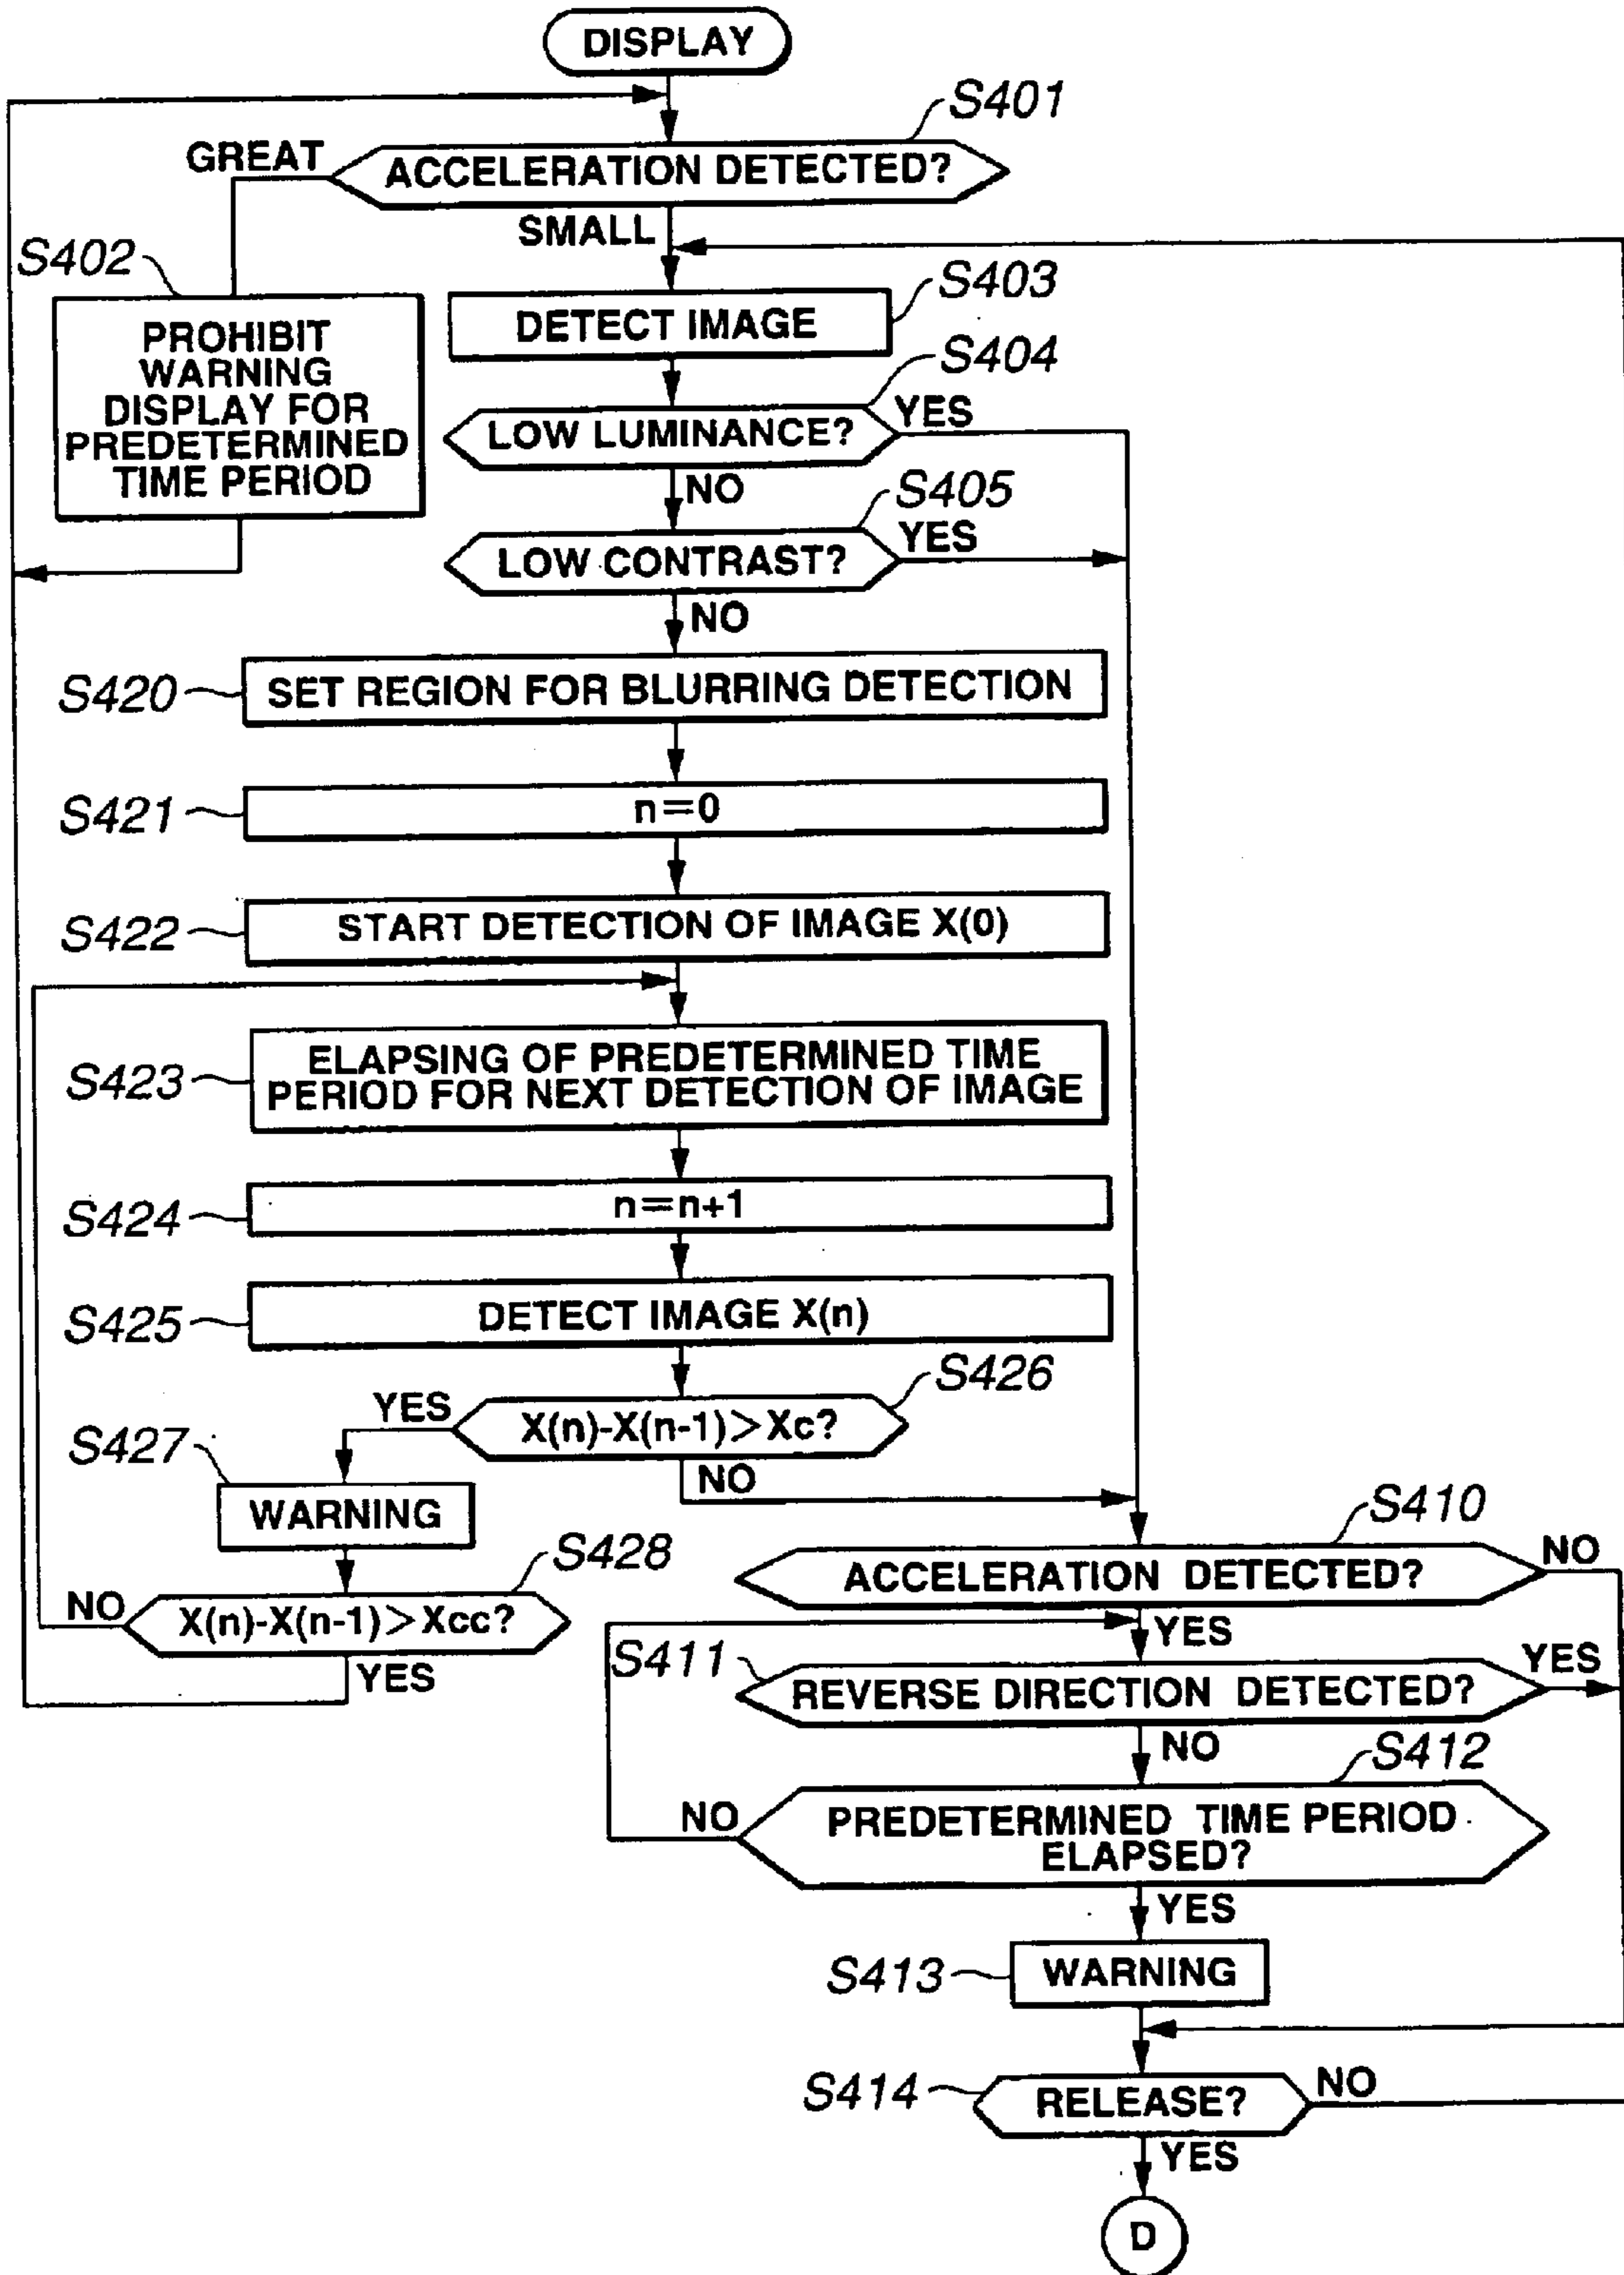 DISPLAY
S401
GREAT
ACCELERATION DETECTED?
SMALL
S402
S403
PROHIBIT
WARNING
DISPLAY FOR
PREDETERMINED
TIME PERIOD
DETECT IMAGE
S404
LOW LUMINANCE?
YES
NO
S405
LOW CONTRAST?
YES
NO
S420
SET REGION FOR BLURRING DETECTION
S421
n=0
S422
START DETECTION OF IMAGE X(0)
S423
ELAPSING OF PREDETERMINED TIME
PERIOD FOR NEXT DETECTION OF IMAGE
S424
n=n+1
S425
DETECT IMAGE X(n)
S426
YES
X(n)-X(n-1)>Xc?
NO
S427
WARNING
S428
NO
X(n)-X(n-1)>Xcc?
YES
S410
ACCELERATION DETECTED?
NO
YES
S411
REVERSE DIRECTION DETECTED?
YES
NO
S412
NO
PREDETERMINED TIME PERIOD
ELAPSED?
YES
S413
WARNING
S414
RELEASE?
NO
YES
D